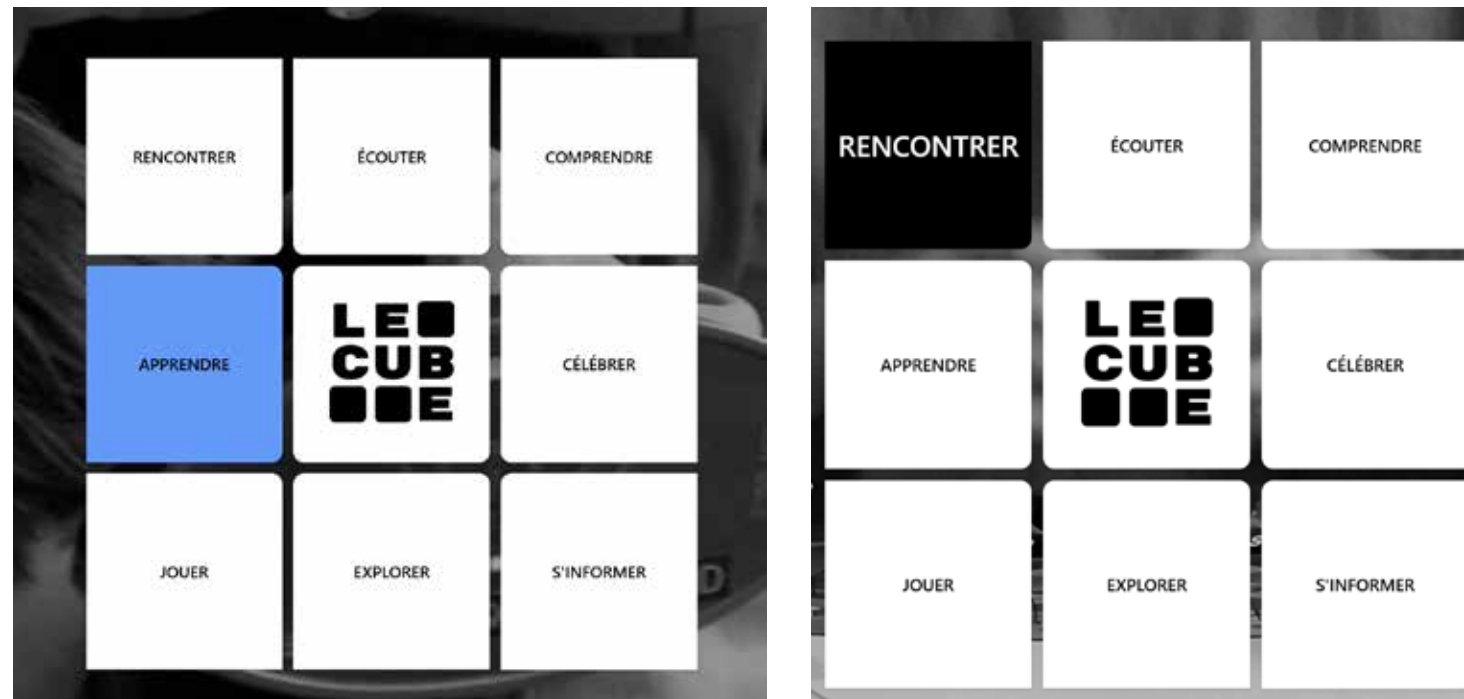 RENCONTRER ÉCOUTER COMPRENDRE
APPRENDRE
LE
CUB
E
CÉLÉBRER
JOUER EXPLORER S'INFORMER
RENCONTRER ÉCOUTER COMPRENDRE
APPRENDRE
LE
CUB
E
CÉLÉBRER
JOUER EXPLORER S'INFORMER